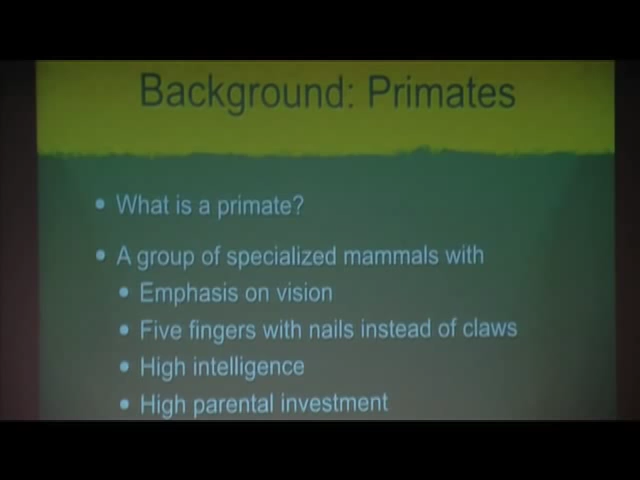 Background: Primates
• What is a primate?
• A group of specialized mammals with
• Emphasis on vision
• Five fingers with nails instead of claws
• High intelligence
• High parental investment